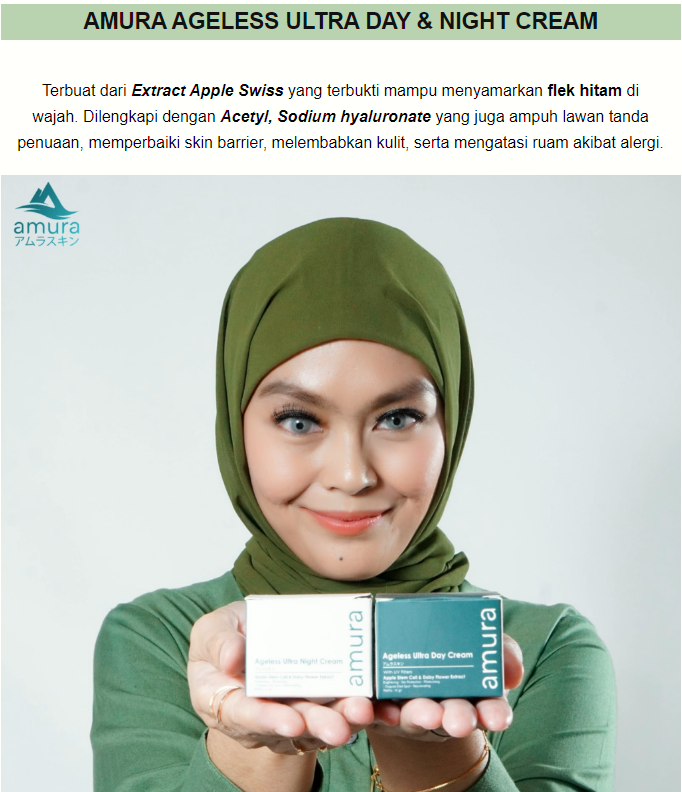 AMURA AGELESS ULTRA DAY & NIGHT CREAM
Terbuat dari Extract Apple Swiss yang terbukti mampu menyamarkan flek hitam di
wajah. Dilengkapi dengan Acetyl, Sodium hyaluronate yang juga ampuh lawan tanda
penuaan, memperbaiki skin barrier, melembabkan kulit, serta mengatasi ruam akibat alergi.
amura
アムラスキン
Ageless Ultra Night Cream
amura
Ageless Ultra Day Cream
アムラスキン
With UV Filters
Apple Stem Cell & Daisy Flower Extract
amura